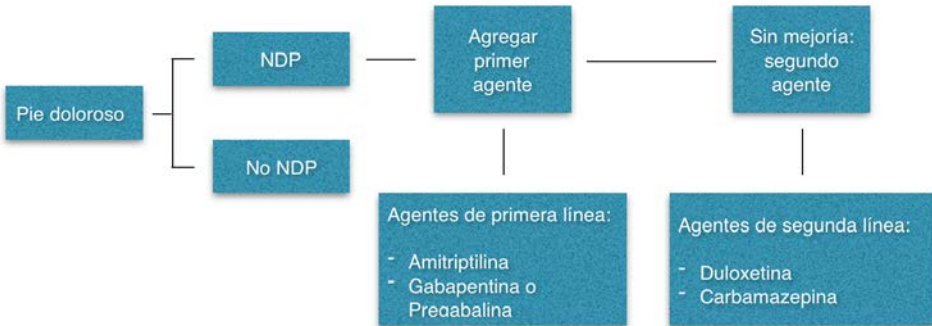 Pie doloroso
NDP
No NDP
Agregar
primer
agente
Sin mejoría:
segundo
agente
Agentes de primera línea:
- Amitriptilina
- Gabapentina o
Pregabalina
Agentes de segunda línea:
- Duloxetina
- Carbamazepina